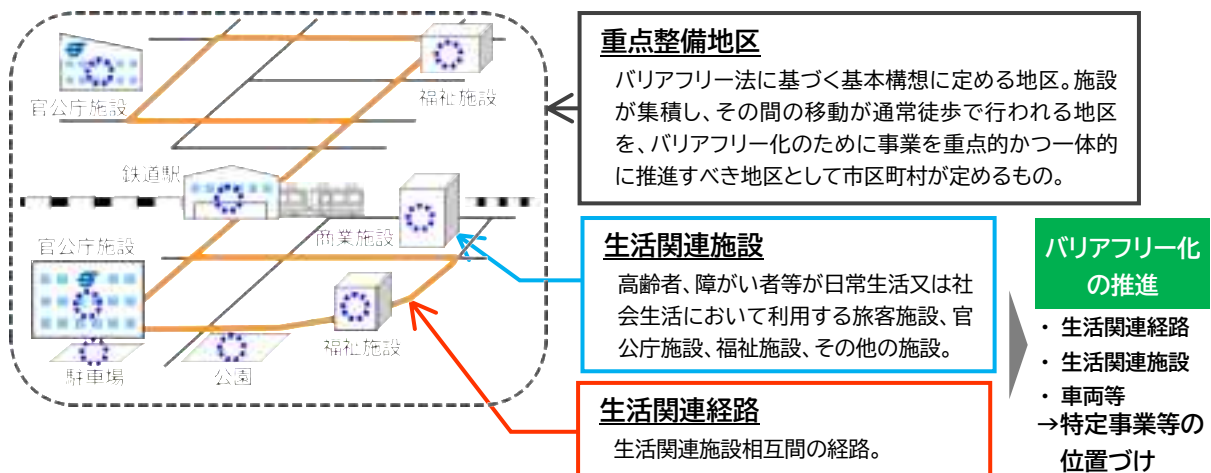 官公庁施設
福祉施設
鉄道駅
商業施設
官公庁施設
福祉施設
駐車場
公園
重点整備地区
バリアフリー法に基づく基本構想に定める地区。施設
が集積し、その間の移動が通常徒歩で行われる地区
を、バリアフリー化のために事業を重点的かつ一体的
に推進すべき地区として市区町村が定めるもの。
生活関連施設
高齢者、障がい者等が日常生活又は社
会生活において利用する旅客施設、官
公庁施設、福祉施設、その他の施設。
生活関連経路
生活関連施設相互間の経路。
バリアフリー化
の推進
・ 生活関連経路
・ 生活関連施設
・ 車両等
→特定事業等の
位置づけ